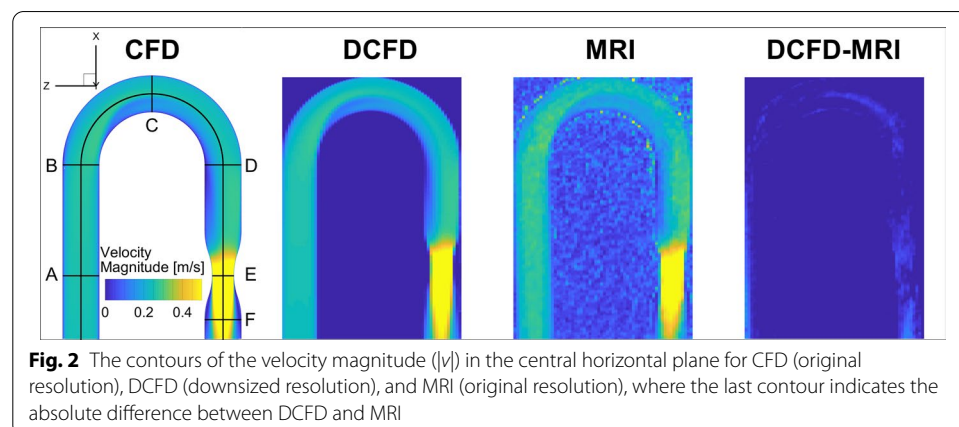 CFD DCFD MRI DCFD-MRI
X
Z Y
C
B D
A E
Velocity
Magnitude [m/s]
0 0.2 0.4
F
Fig. 2 The contours of the velocity magnitude (|v|) in the central horizontal plane for CFD (original
resolution), DCFD (downsized resolution), and MRI (original resolution), where the last contour indicates the
absolute difference between DCFD and MRI